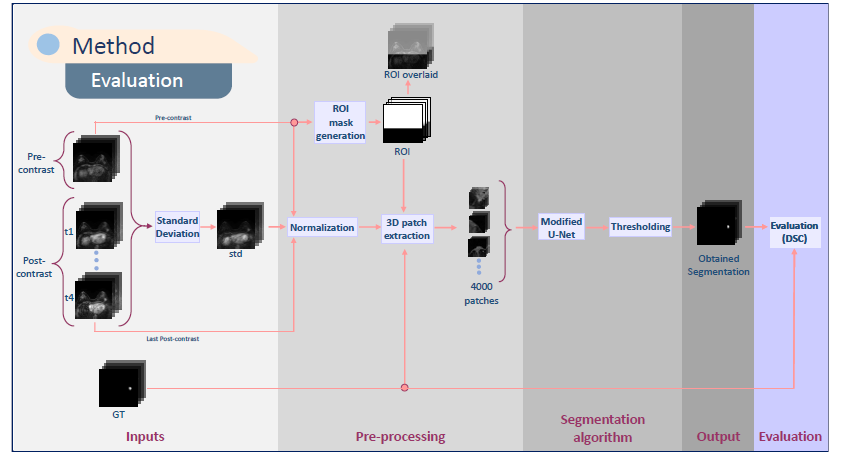 Method
Evaluation
ROI overlaid
Pre-contrast
ROI
mask
generation
ROI
Pre-
contrast
t1
Post-
contrast
t4
Standard
Deviation
std
Normalization
3D patch
extraction
4000
patches
Modified
U-Net
Thresholding
Obtained
Segmentation
Evaluation
(DSC)
Last Post-contrast
GT
Inputs
Pre-processing
Segmentation
algorithm
Output
Evaluation